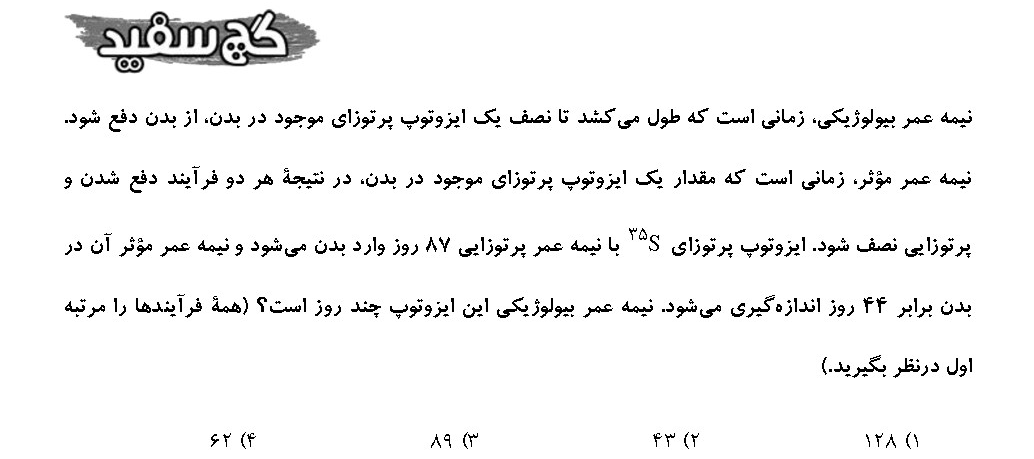 گچ سفید
نیمه عمر بیولوژیکی، زمانی است که طول می‌کشد تا نصف یک ایزوتوپ پرتوزای موجود در بدن، از بدن دفع شود.
نیمه عمر مؤثر، زمانی است که مقدار یک ایزوتوپ پرتوزای موجود در بدن، در نتیجهٔ هر دو فرآیند دفع شدن و
پرتوزایی نصف شود. ایزوتوپ پرتوزای ³⁵S با نیمه عمر پرتوزایی ۸۷ روز وارد بدن می‌شود و نیمه عمر مؤثر آن در
بدن برابر ۴۴ روز اندازه‌گیری می‌شود. نیمه عمر بیولوژیکی این ایزوتوپ چند روز است؟ (همهٔ فرآیندها را مرتبه
اول درنظر بگیرید.)
۱) ۱۲۸ ۲) ۴۳ ۳) ۸۹ ۴) ۶۲